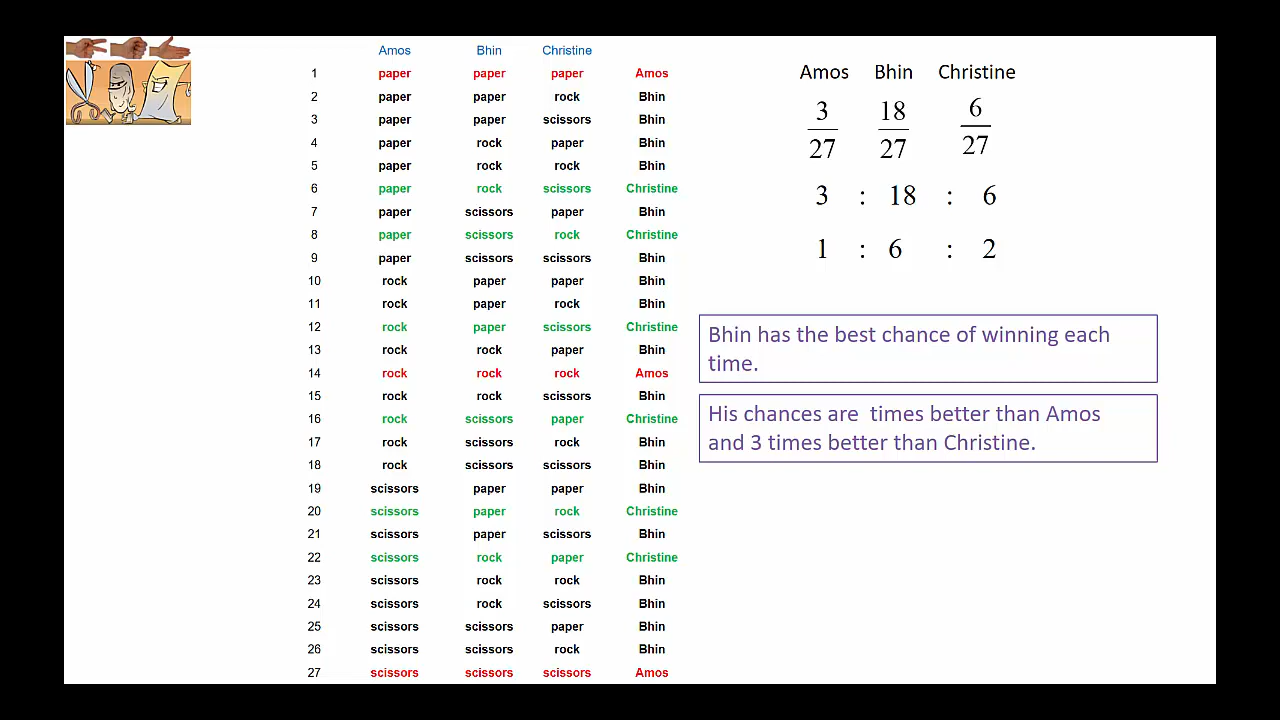 Amos Bhin Christine
1 paper paper paper Amos
2 paper paper rock Bhin
3 paper paper scissors Bhin
4 paper rock paper Bhin
5 paper rock rock Bhin
6 paper rock scissors Christine
7 paper scissors paper Bhin
8 paper scissors rock Christine
9 paper scissors scissors Bhin
10 rock paper paper Bhin
11 rock paper rock Bhin
12 rock paper scissors Christine
13 rock rock paper Bhin
14 rock rock rock Amos
15 rock rock scissors Bhin
16 rock scissors paper Christine
17 rock scissors rock Bhin
18 rock scissors scissors Bhin
19 scissors paper paper Bhin
20 scissors paper rock Christine
21 scissors paper scissors Bhin
22 scissors rock paper Christine
23 scissors rock rock Bhin
24 scissors rock scissors Bhin
25 scissors scissors paper Bhin
26 scissors scissors rock Bhin
27 scissors scissors scissors Amos
Amos Bhin Christine
3 18 6
27 27 27
3 : 18 : 6
1 : 6 : 2
Bhin has the best chance of winning each
time.
His chances are times better than Amos
and 3 times better than Christine.